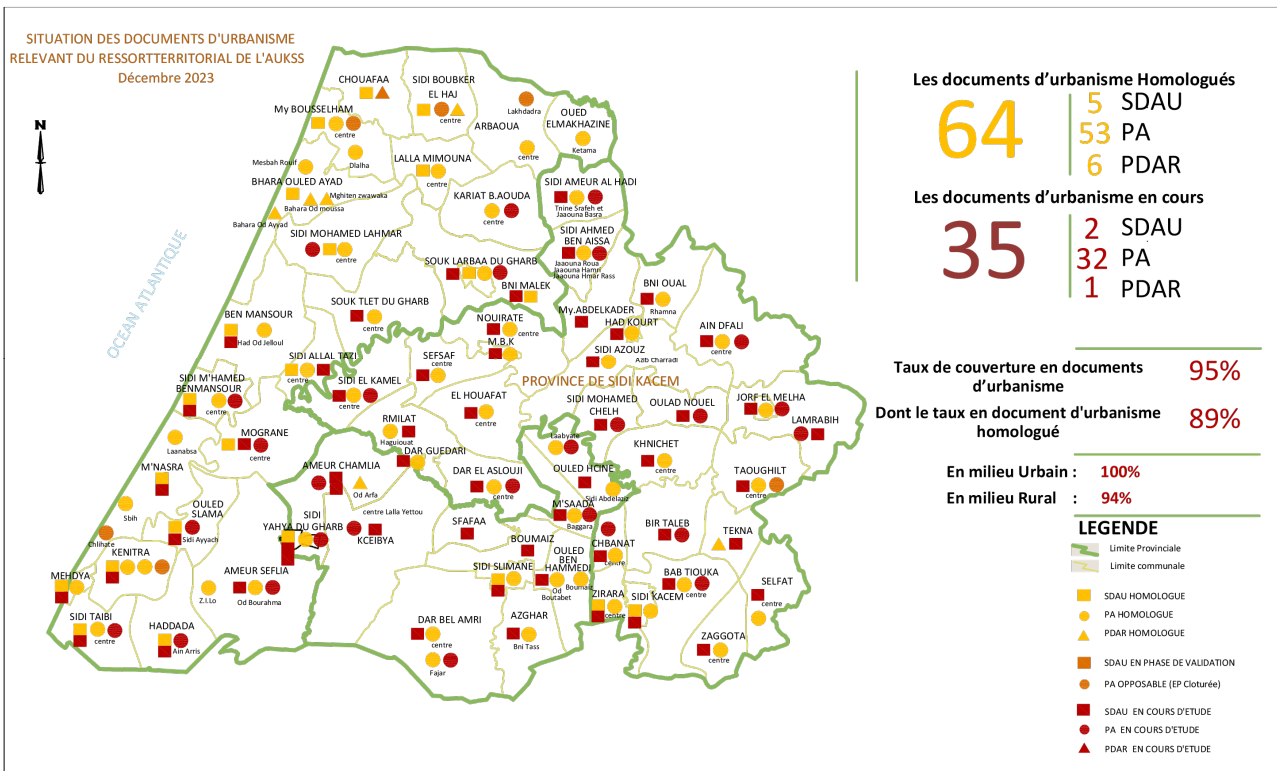 SITUATION DES DOCUMENTS D'URBANISME
RELEVANT DU RESSORTTERRITORIAL DE L'AUKSS
Décembre 2023
N
OCEAN ATLANTIQUE
CHOUAFAA
SIDI BOUBKER
EL HAJ
centre
My BOUSSELHAM
centre
Lakhdadra
ARBAOUA
centre
OUED
ELMAKHAZINE
Ketama
Mesbah Rouif
Dlalha
LALLA MIMOUNA
centre
BHARA OULED AYAD
Mghiten zwawaka
Bahara Od moussa
Bahara Od Ayyad
KARIAT B.AOUDA
centre
SIDI AMEUR AL HADI
Tnine Srafeh et
Jaaouna Basra
SIDI MOHAMED LAHMAR
centre
SIDI AHMED
BEN AISSA
Jaaouna Roua
Jaaouna Hamri
Jaaouna Hmar Rass
SOUK LARBAA DU GHARB
BNI MALEK
BNI OUAL
Rhamna
SOUK TLET DU GHARB
centre
BEN MANSOUR
Had Od Jelloul
NOUIRATE
centre
M.B.K
My.ABDELKADER
HAD KOURT
AIN DFALI
centre
SIDI AZOUZ
Azib Charradi
SIDI ALLAL TAZI
centre
SEFSAF
centre
SIDI EL KAMEL
centre
PROVINCE DE SIDI KACEM
SIDI M'HAMED
BENMANSOUR
centre
EL HOUAFAT
centre
SIDI MOHAMED
CHELH
OULAD NOUEL
JORF EL MELHA
LAMRABIH
RMILAT
Haguiouat
MOGRANE
Laanabsa
Laabyate
KHNICHET
centre
DAR GUEDARI
AMEUR CHAMLIA
Od Arfa
centre Lalla Yettou
DAR EL ASLOUJI
centre
OULED HCINE
Sidi Abdelaziz
TAOUGHILT
centre
M'NASRA
Sbih
OULED
SLAMA
Sidi Ayyach
SIDI
YAHYA DU GHARB
KCEIBYA
SFAFAA
M'SAADA
Baggara
BIR TALEB
TEKNA
Chlihate
KENITRA
BOUMAIZ
OULED
BEN
HAMMEDI
Od
Boutabet
Boumaiz
CHBANAT
centre
MEHDYA
Z.I.Lo
AMEUR SEFLIA
Od Bourahma
SIDI SLIMANE
BAB TIOUKA
centre
SELFAT
centre
SIDI TAIBI
centre
HADDADA
Ain Arris
DAR BEL AMRI
centre
Fajar
AZGHAR
Bni Tass
ZIRARA
centre
SIDI KACEM
ZAGGOTA
centre
Les documents d'urbanisme Homologués
64
5 SDAU
53 PA
6 PDAR
Les documents d'urbanisme en cours
35
2 SDAU
32 PA
1 PDAR
Taux de couverture en documents
d'urbanisme
95%
Dont le taux en document d'urbanisme
homologué
89%
En milieu Urbain : 100%
En milieu Rural : 94%
LEGENDE
Limite Provinciale
Limite communale
SDAU HOMOLOGUE
PA HOMOLOGUE
PDAR HOMOLOGUE
SDAU EN PHASE DE VALIDATION
PA OPPOSABLE (EP Cloturée)
SDAU EN COURS D'ETUDE
PA EN COURS D'ETUDE
PDAR EN COURS D'ETUDE